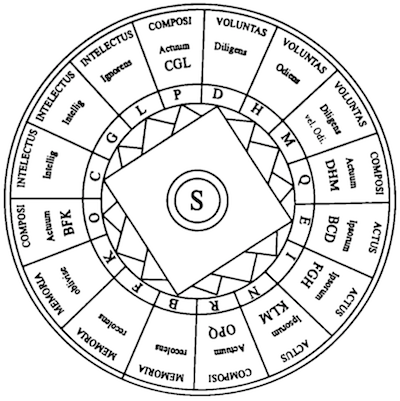 COMPOSI
Actuum
CGL
P
VOLUNTAS
Diligens
D
VOLUNTAS
Odiens
H
VOLUNTAS
Diligens
vel. Odi.
M
COMPOSI
Actuum
DHM
Q
ACTUS
Ipsorum
BCD
E
ACTUS
Ipsorum
FGH
I
ACTUS
Ipsorum
KLM
N
COMPOSI
Actuum
OPQ
R
MEMORIA
recolens
B
MEMORIA
recolens
F
MEMORIA
oblivisc
K
COMPOSI
Actuum
BFK
O
INTELECTUS
Intellig
C
INTELECTUS
Intellig
G
INTELECTUS
Ignorens
L
S